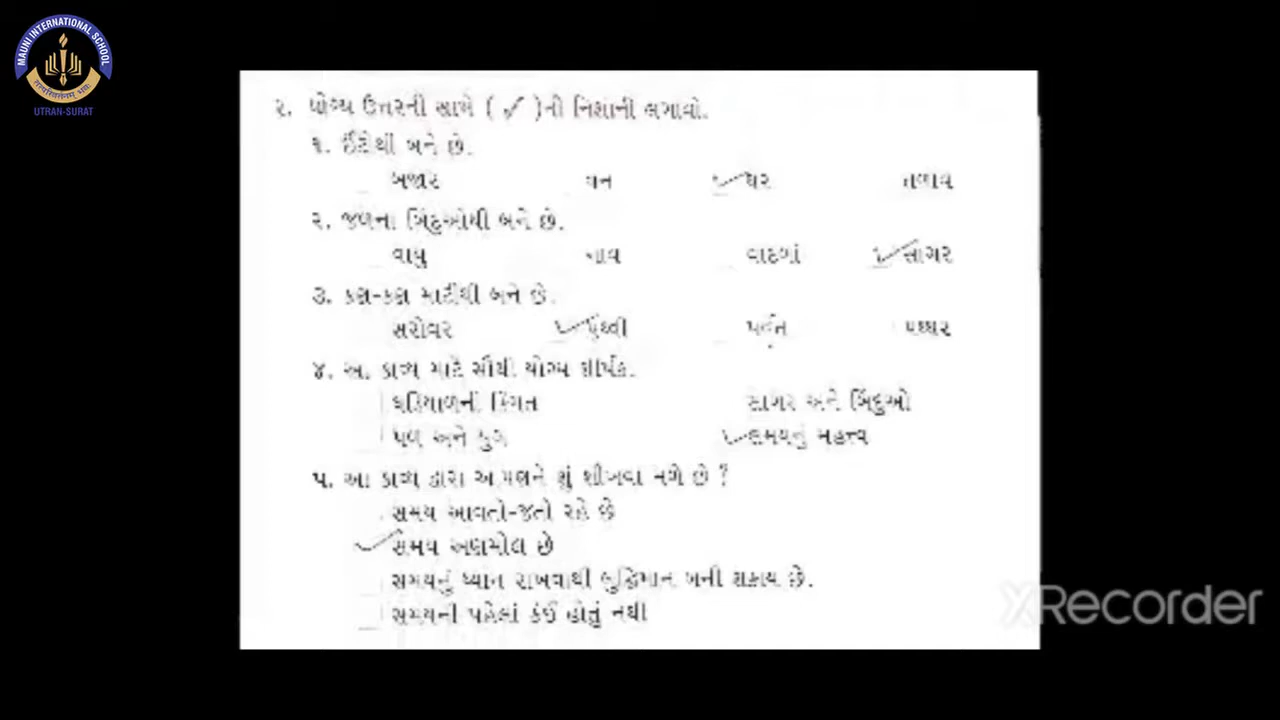 MAUNI INTERNATIONAL SCHOOL
UTRAN-SURAT
૨. યોગ્ય ઉત્તરની સામે ( ✓ )ની નિશાની લગાવો.
૧. ઈંટોથી બને છે.
બજાર વન ✓ ઘર તળાવ
૨. જળના બિંદુઓથી બને છે.
વાયુ નાવ વાદળાં ✓ સાગર
૩. કણ-કણ માટીથી બને છે.
સરોવર ✓ પૃથ્વી પર્વત પથ્થર
૪. આ કાવ્ય માટે સૌથી યોગ્ય શીર્ષક.
ઘડિયાળની કિંમત સાગર અને બિંદુઓ
પળ અને યુગ ✓ સમયનું મહત્ત્વ
૫. આ કાવ્ય દ્વારા આપણને શું શીખવા મળે છે ?
સમય આવતો-જતો રહે છે
✓ સમય અણમોલ છે
સમયનું ધ્યાન રાખવાથી બુદ્ધિમાન બની શકાય છે.
સમયની પહેલાં કંઈ હોતું નથી
XRecorder